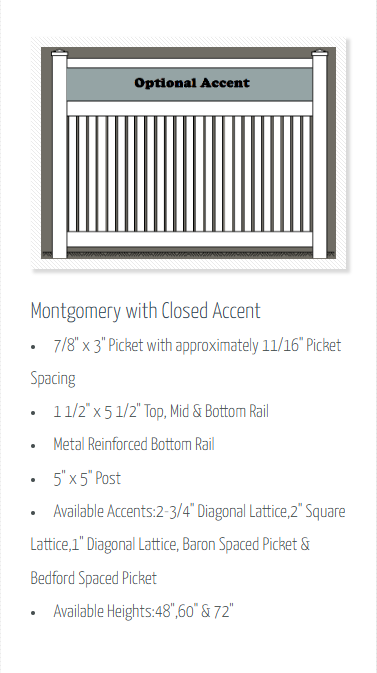 Optional Accent
Montgomery with Closed Accent
• 7/8" x 3" Picket with approximately 11/16" Picket
Spacing
• 1 1/2" x 5 1/2" Top, Mid & Bottom Rail
• Metal Reinforced Bottom Rail
• 5" x 5" Post
• Available Accents:2-3/4" Diagonal Lattice,2" Square
Lattice,1" Diagonal Lattice, Baron Spaced Picket &
Bedford Spaced Picket
• Available Heights:48",60" & 72"